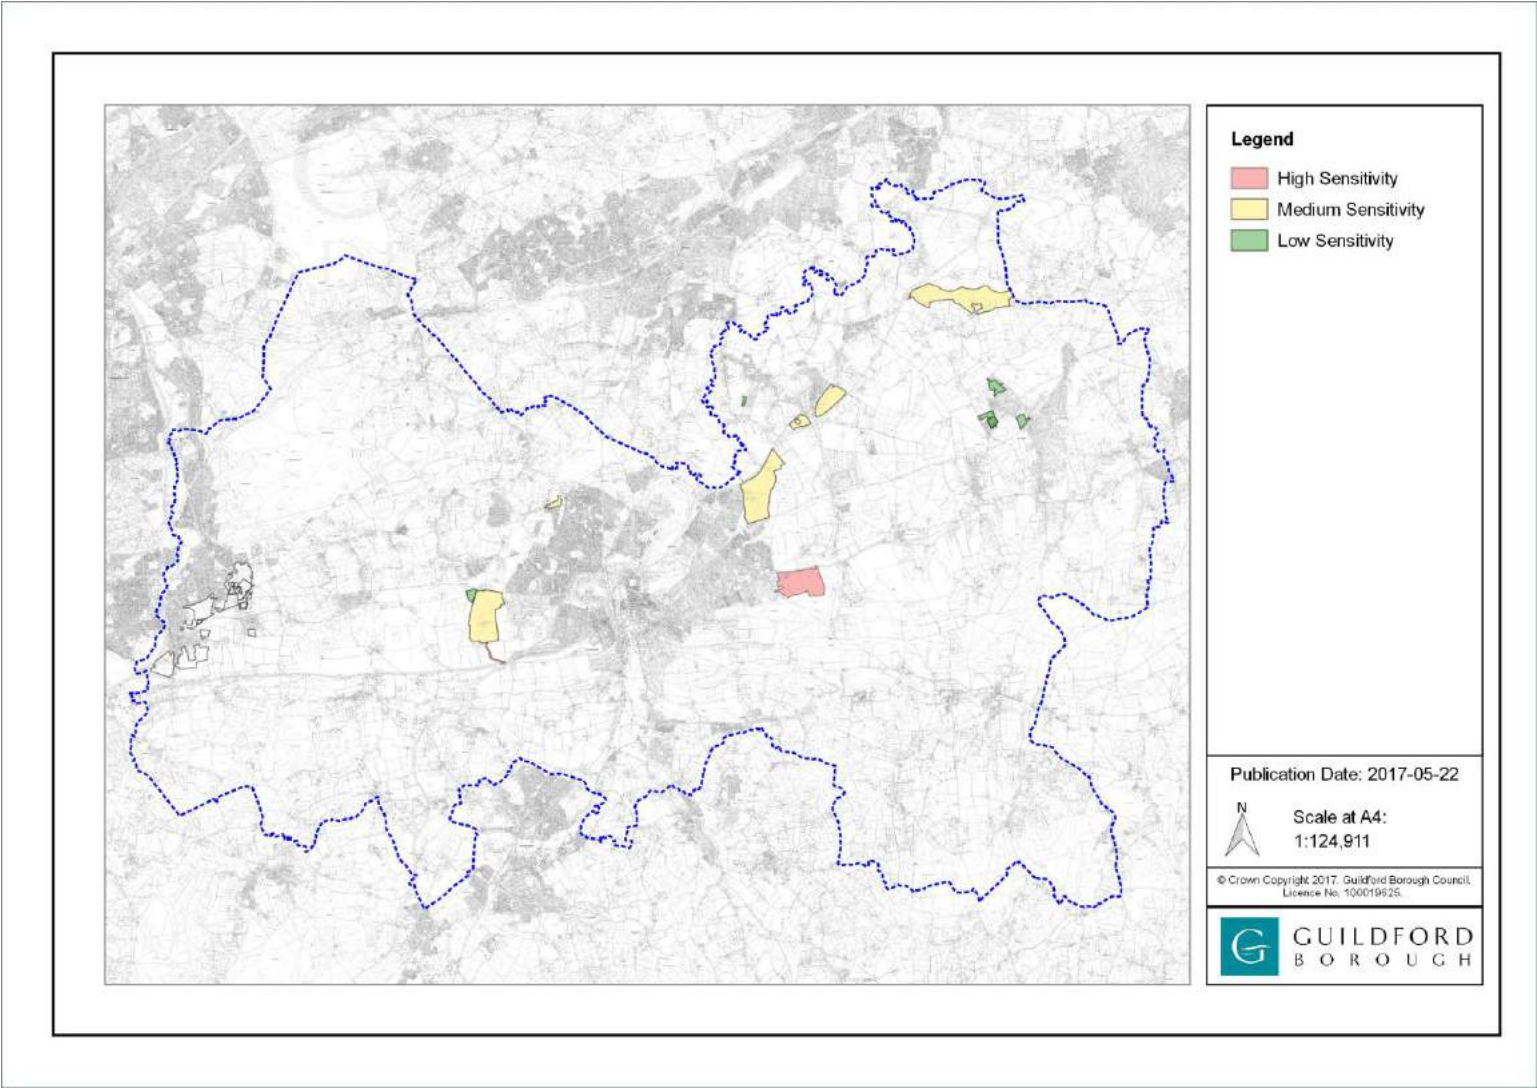 Legend
High Sensitivity
Medium Sensitivity
Low Sensitivity
Publication Date: 2017-05-22
N
Scale at A4:
1:124,911
© Crown Copyright 2017. Guildford Borough Council.
Licence No. 100019625.
G
GUILDFORD
BOROUGH